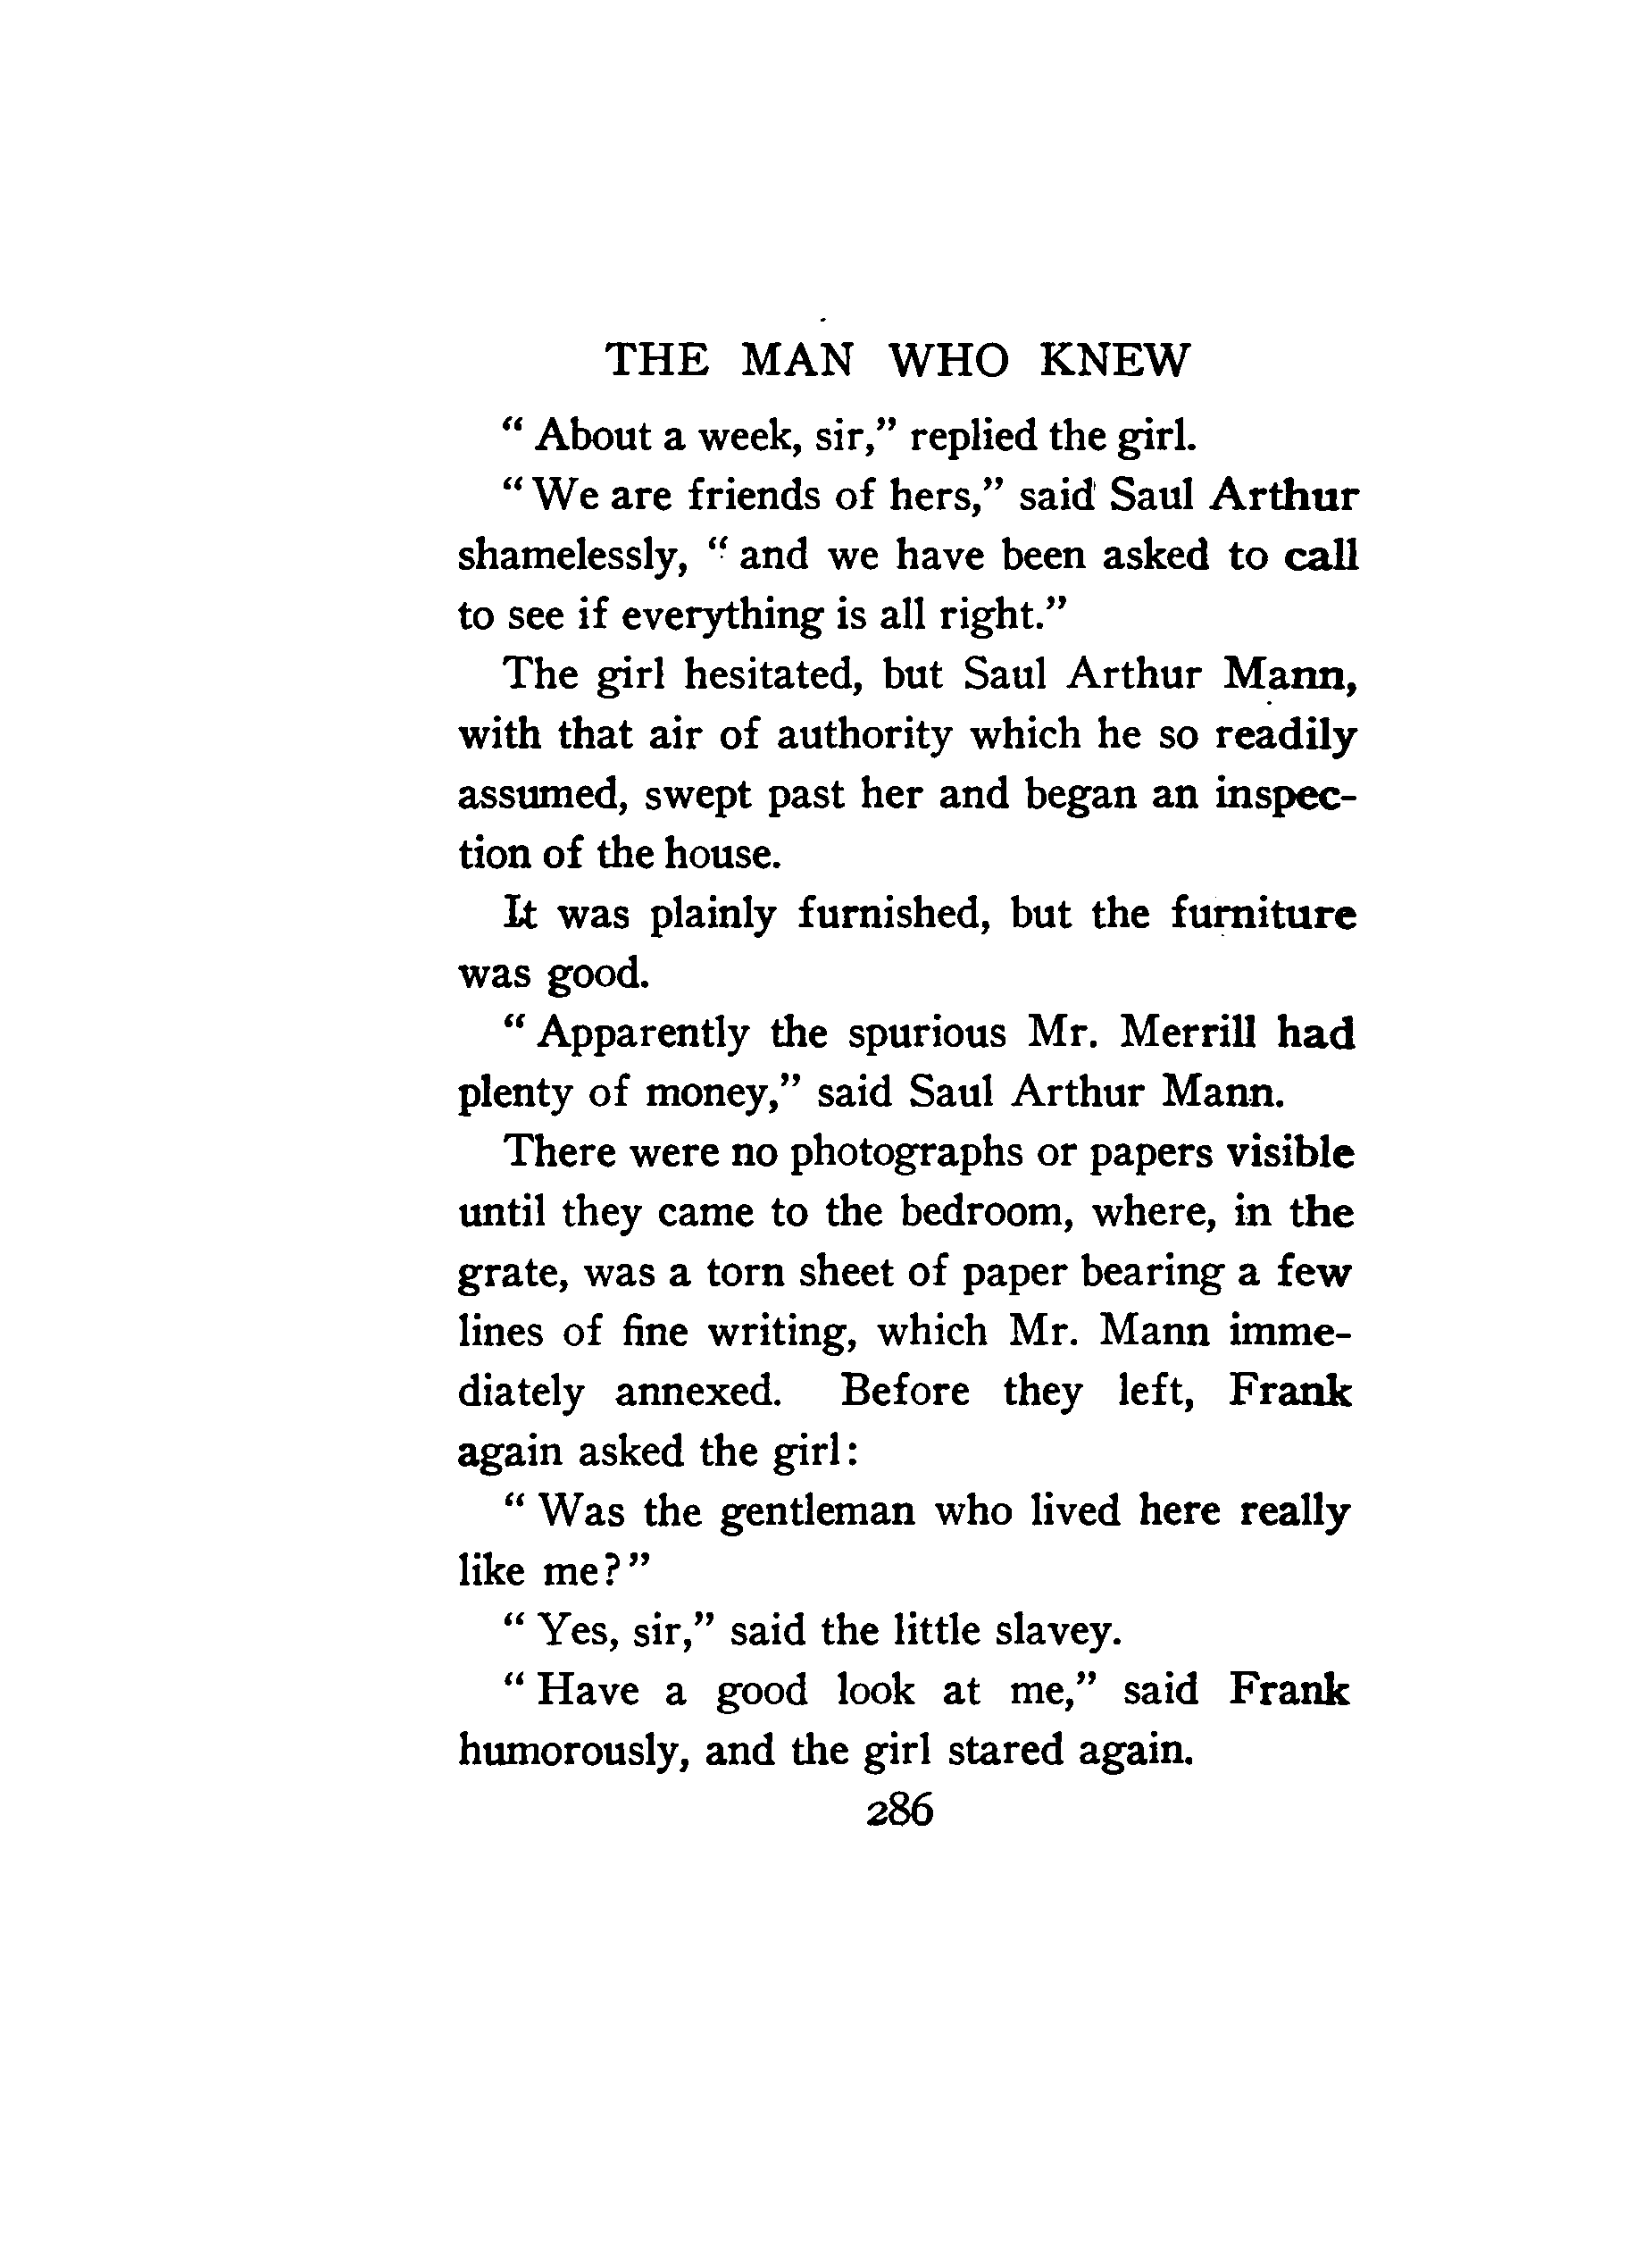 THE MAN WHO KNEW
“ About a week, sir,” replied the girl.
“ We are friends of hers,” said Saul Arthur
shamelessly, “ and we have been asked to call
to see if everything is all right.”
The girl hesitated, but Saul Arthur Mann,
with that air of authority which he so readily
assumed, swept past her and began an inspec-
tion of the house.
It was plainly furnished, but the furniture
was good.
“ Apparently the spurious Mr. Merrill had
plenty of money,” said Saul Arthur Mann.
There were no photographs or papers visible
until they came to the bedroom, where, in the
grate, was a torn sheet of paper bearing a few
lines of fine writing, which Mr. Mann imme-
diately annexed. Before they left, Frank
again asked the girl:
“ Was the gentleman who lived here really
like me?”
“ Yes, sir,” said the little slavey.
“ Have a good look at me,” said Frank
humorously, and the girl stared again.
286